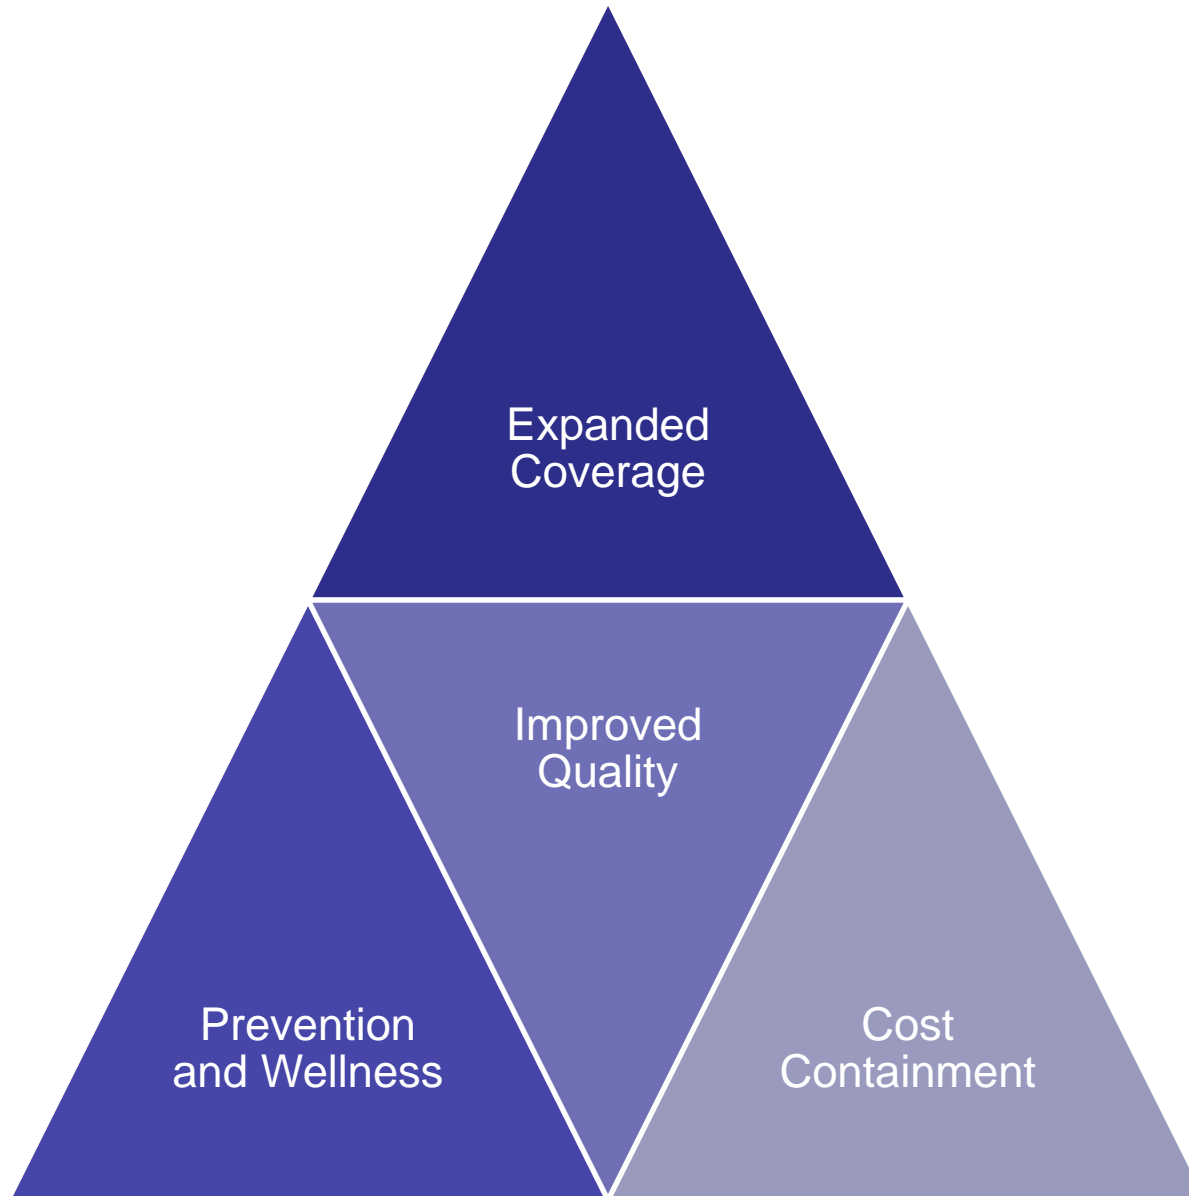 Expanded
Coverage
Improved
Quality
Prevention
and Wellness
Cost
Containment